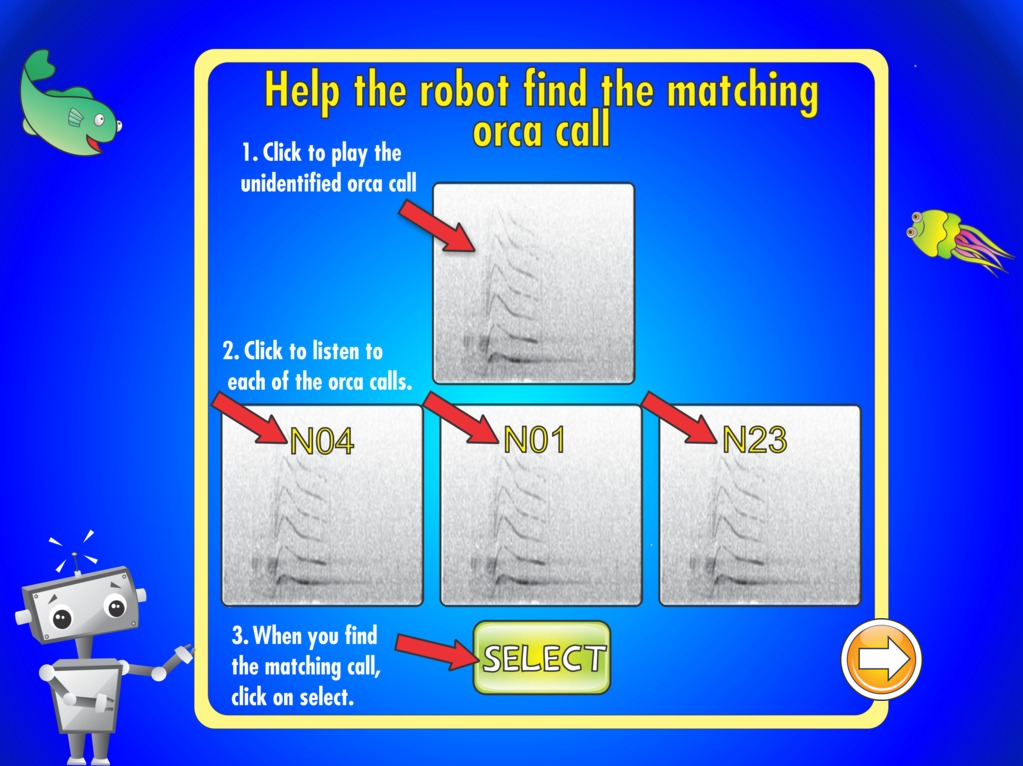 Help the robot find the matching
orca call
1. Click to play the
unidentified orca call
2. Click to listen to
each of the orca calls.
N04
N01
N23
3. When you find
the matching call,
click on select.
SELECT